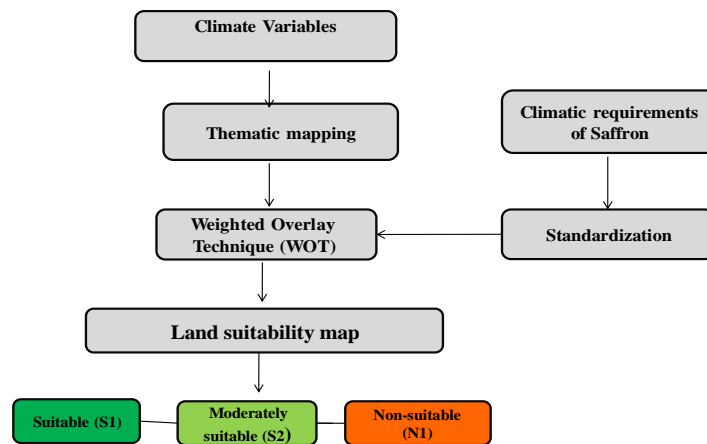 Climate Variables
Thematic mapping
Climatic requirements
of Saffron
Weighted Overlay
Technique (WOT)
Standardization
Land suitability map
Suitable (S1)
Moderately
suitable (S2)
Non-suitable
(N1)